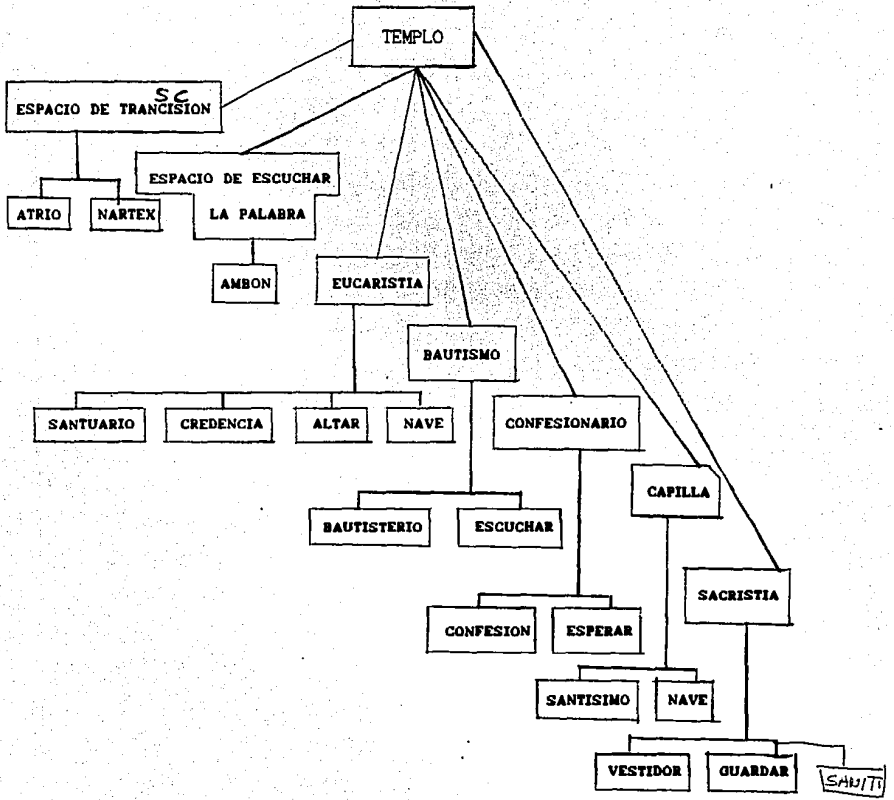 TEMPLO
SC
ESPACIO DE TRANCISION
ATRIO
NARTEX
ESPACIO DE ESCUCHAR
LA PALABRA
AMBON
EUCARISTIA
SANTUARIO
CREDENCIA
ALTAR
NAVE
BAUTISMO
BAUTISTERIO
ESCUCHAR
CONFESIONARIO
CONFESION
ESPERAR
CAPILLA
SANTISIMO
NAVE
SACRISTIA
VESTIDOR
GUARDAR
SANITI